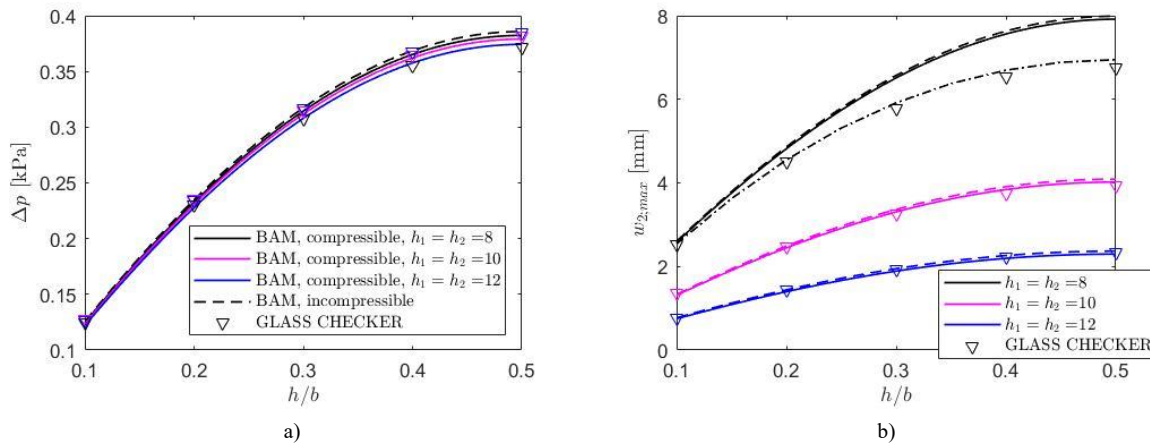 0.4
0.35
0.3
0.25
0.2
0.15
0.1
Δp [kPa]
BAM, compressible, h₁ = h₂ =8
BAM, compressible, h₁ = h₂ =10
BAM, compressible, h₁ = h₂ =12
BAM, incompressible
GLASS CHECKER
0.1 0.2 0.3 0.4 0.5
h/b
a)
8
6
4
2
0
w₂;max [mm]
h₁ = h₂ =8
h₁ = h₂ =10
h₁ = h₂ =12
GLASS CHECKER
0.1 0.2 0.3 0.4 0.5
h/b
b)